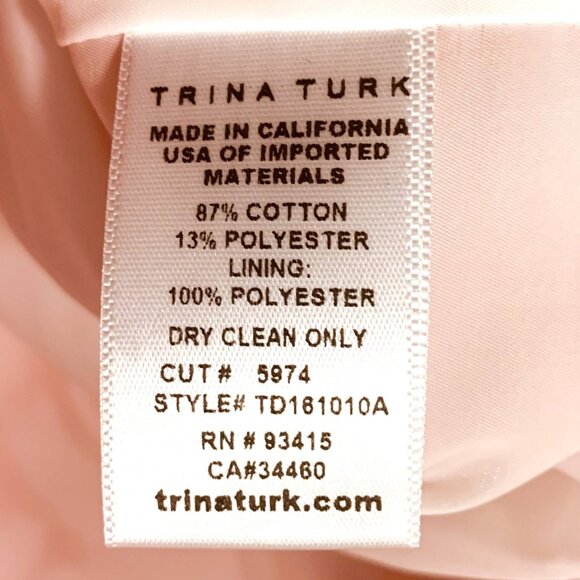 TRINA TURK
MADE IN CALIFORNIA
USA OF IMPORTED
MATERIALS
87% COTTON
13% POLYESTER
LINING:
100% POLYESTER
DRY CLEAN ONLY
CUT # 5974
STYLE# TD161010A
RN # 93415
CA#34460
trinaturk.com